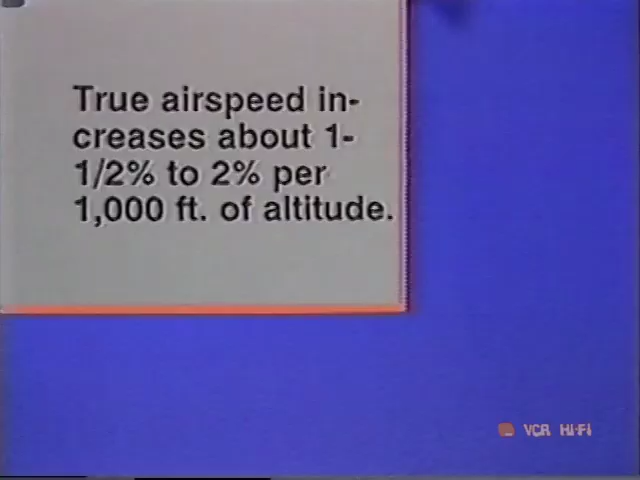 True airspeed in-
creases about 1-
1/2% to 2% per
1,000 ft. of altitude.
VCR HI-FI